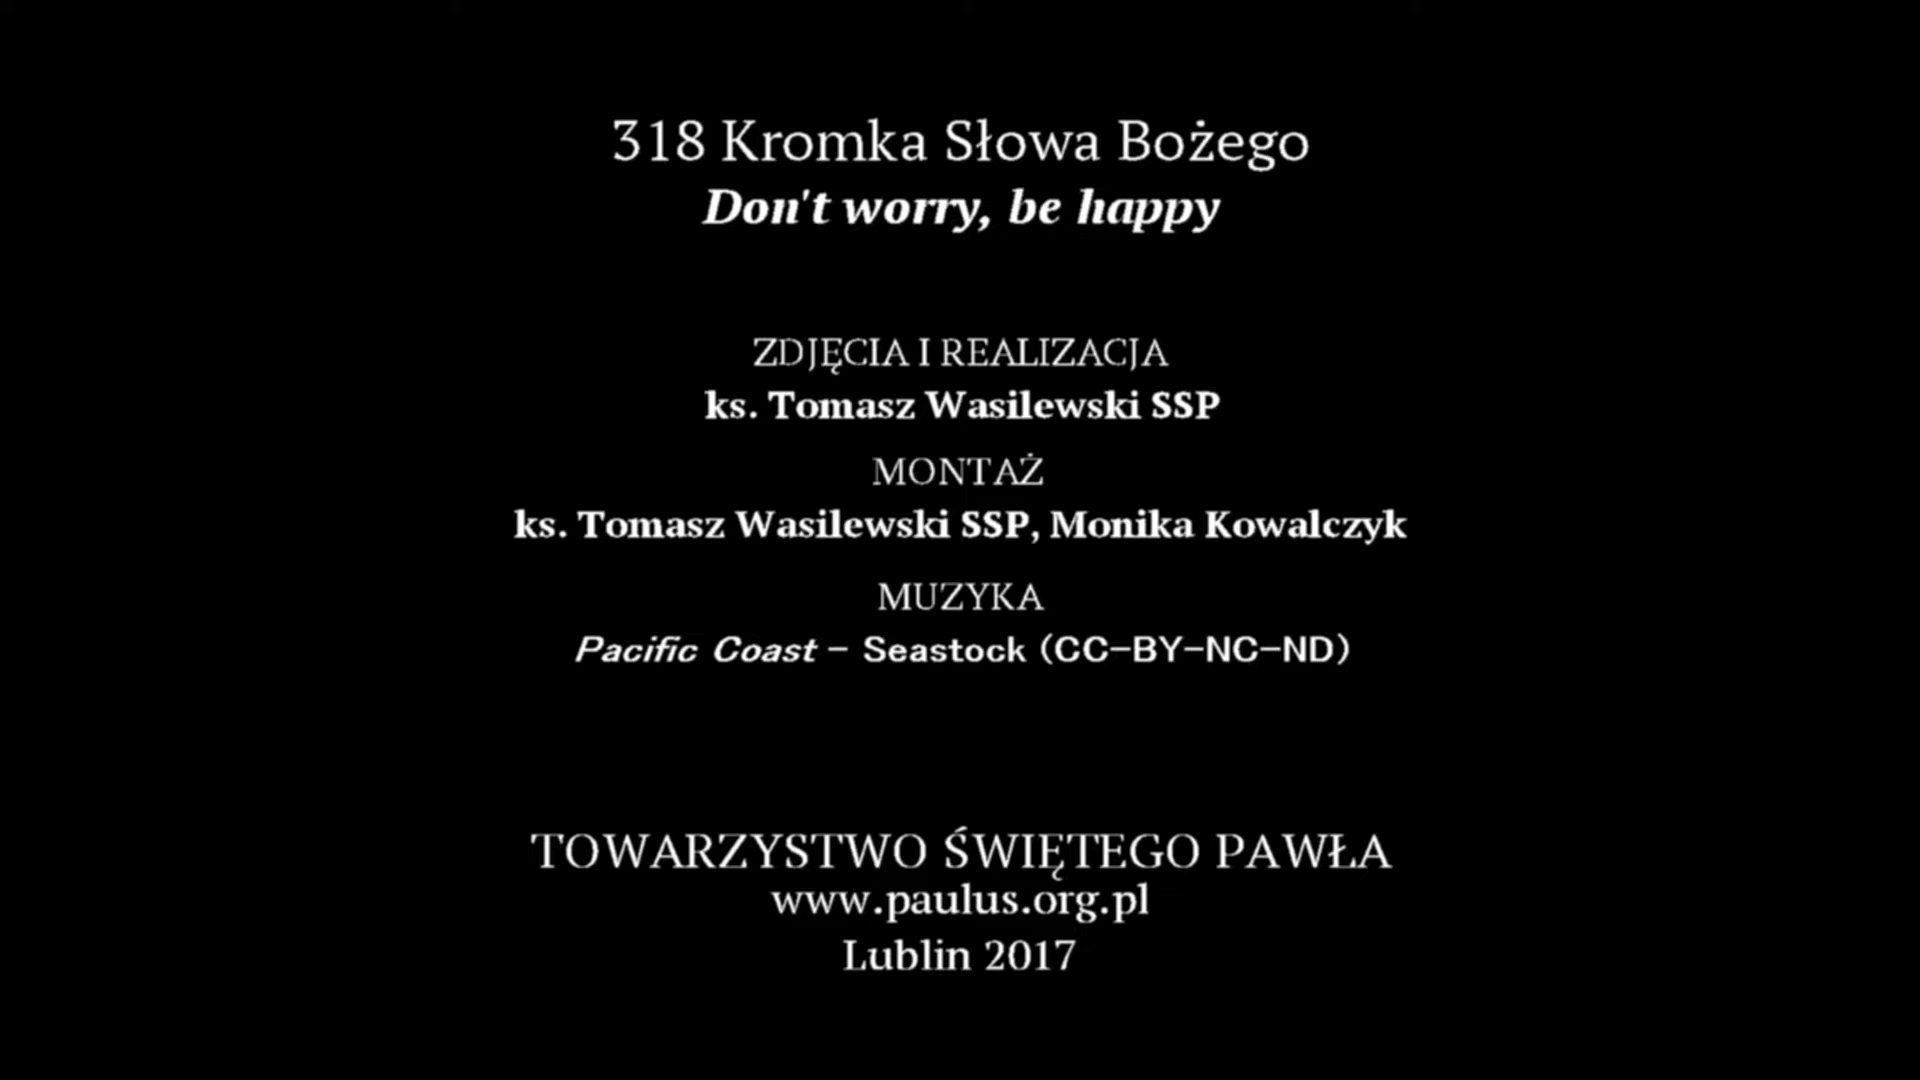 318 Kromka Słowa Bożego
Don't worry, be happy
ZDJĘCIA I REALIZACJA
ks. Tomasz Wasilewski SSP
MONTAŻ
ks. Tomasz Wasilewski SSP, Monika Kowalczyk
MUZYKA
Pacific Coast – Seastock (CC-BY-NC-ND)
TOWARZYSTWO ŚWIĘTEGO PAWŁA
www.paulus.org.pl
Lublin 2017